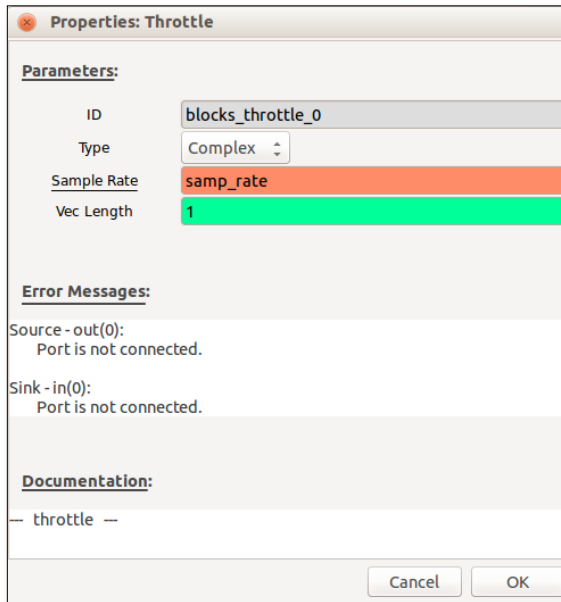 Properties: Throttle
Parameters:
ID blocks_throttle_0
Type Complex
Sample Rate samp_rate
Vec Length 1
Error Messages:
Source - out(0):
Port is not connected.
Sink - in(0):
Port is not connected.
Documentation:
--- throttle ---
Cancel OK